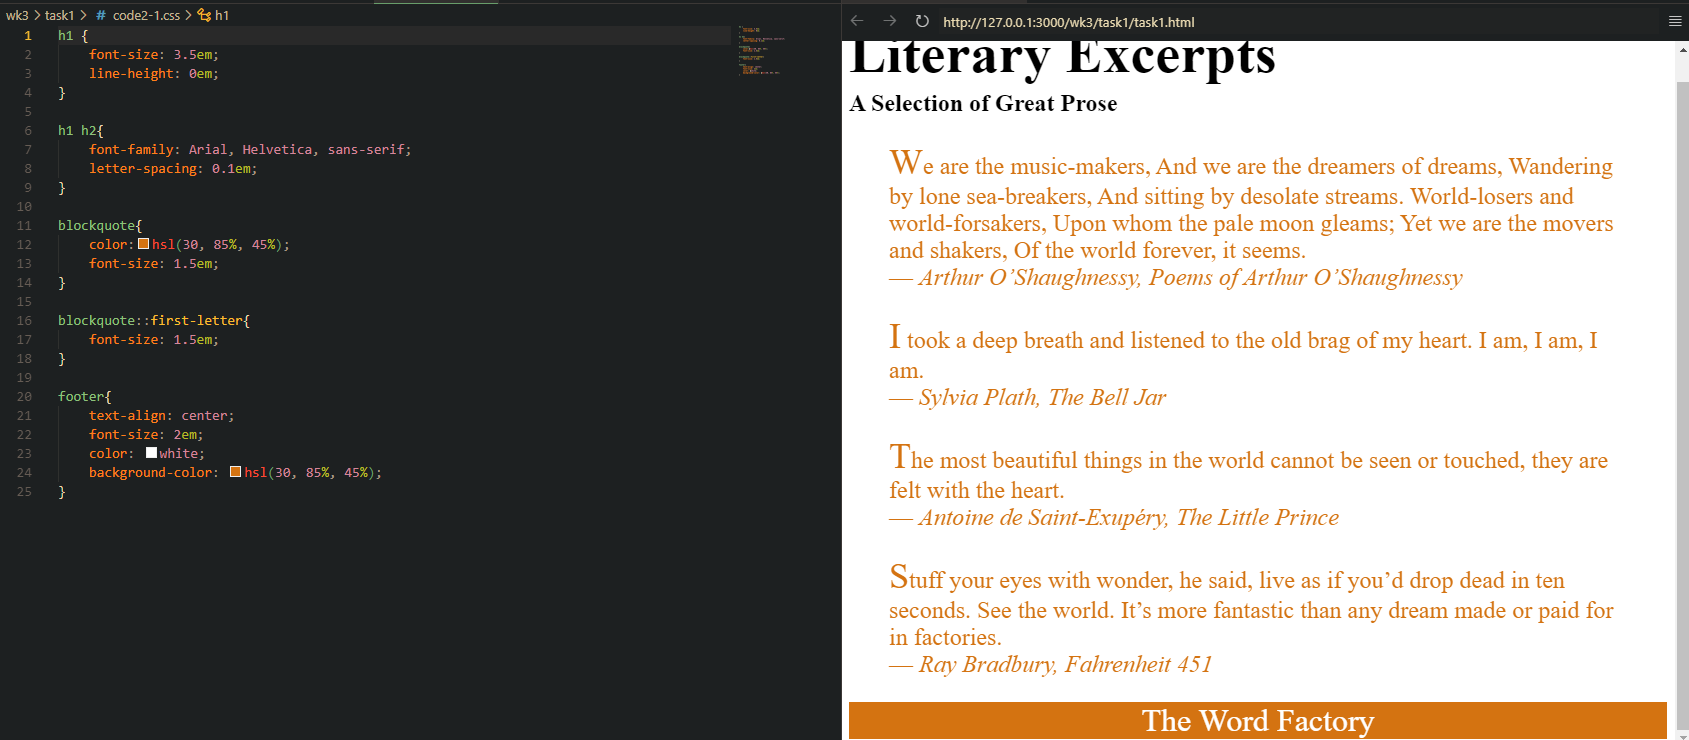 wk3 > task1 > # code2-1.css > h1
1 h1 {
2 font-size: 3.5em;
3 line-height: 0em;
4 }
5
6 h1 h2{
7 font-family: Arial, Helvetica, sans-serif;
8 letter-spacing: 0.1em;
9 }
10
11 blockquote{
12 color: hsl(30, 85%, 45%);
13 font-size: 1.5em;
14 }
15
16 blockquote::first-letter{
17 font-size: 1.5em;
18 }
19
20 footer{
21 text-align: center;
22 font-size: 2em;
23 color: white;
24 background-color: hsl(30, 85%, 45%);
25 }
http://127.0.0.1:3000/wk3/task1/task1.html
Literary Excerpts
A Selection of Great Prose
We are the music-makers, And we are the dreamers of dreams, Wandering
by lone sea-breakers, And sitting by desolate streams. World-losers and
world-forsakers, Upon whom the pale moon gleams; Yet we are the movers
and shakers, Of the world forever, it seems.
— Arthur O’Shaughnessy, Poems of Arthur O’Shaughnessy
I took a deep breath and listened to the old brag of my heart. I am, I am, I
am.
— Sylvia Plath, The Bell Jar
The most beautiful things in the world cannot be seen or touched, they are
felt with the heart.
— Antoine de Saint-Exupéry, The Little Prince
Stuff your eyes with wonder, he said, live as if you’d drop dead in ten
seconds. See the world. It’s more fantastic than any dream made or paid for
in factories.
— Ray Bradbury, Fahrenheit 451
The Word Factory